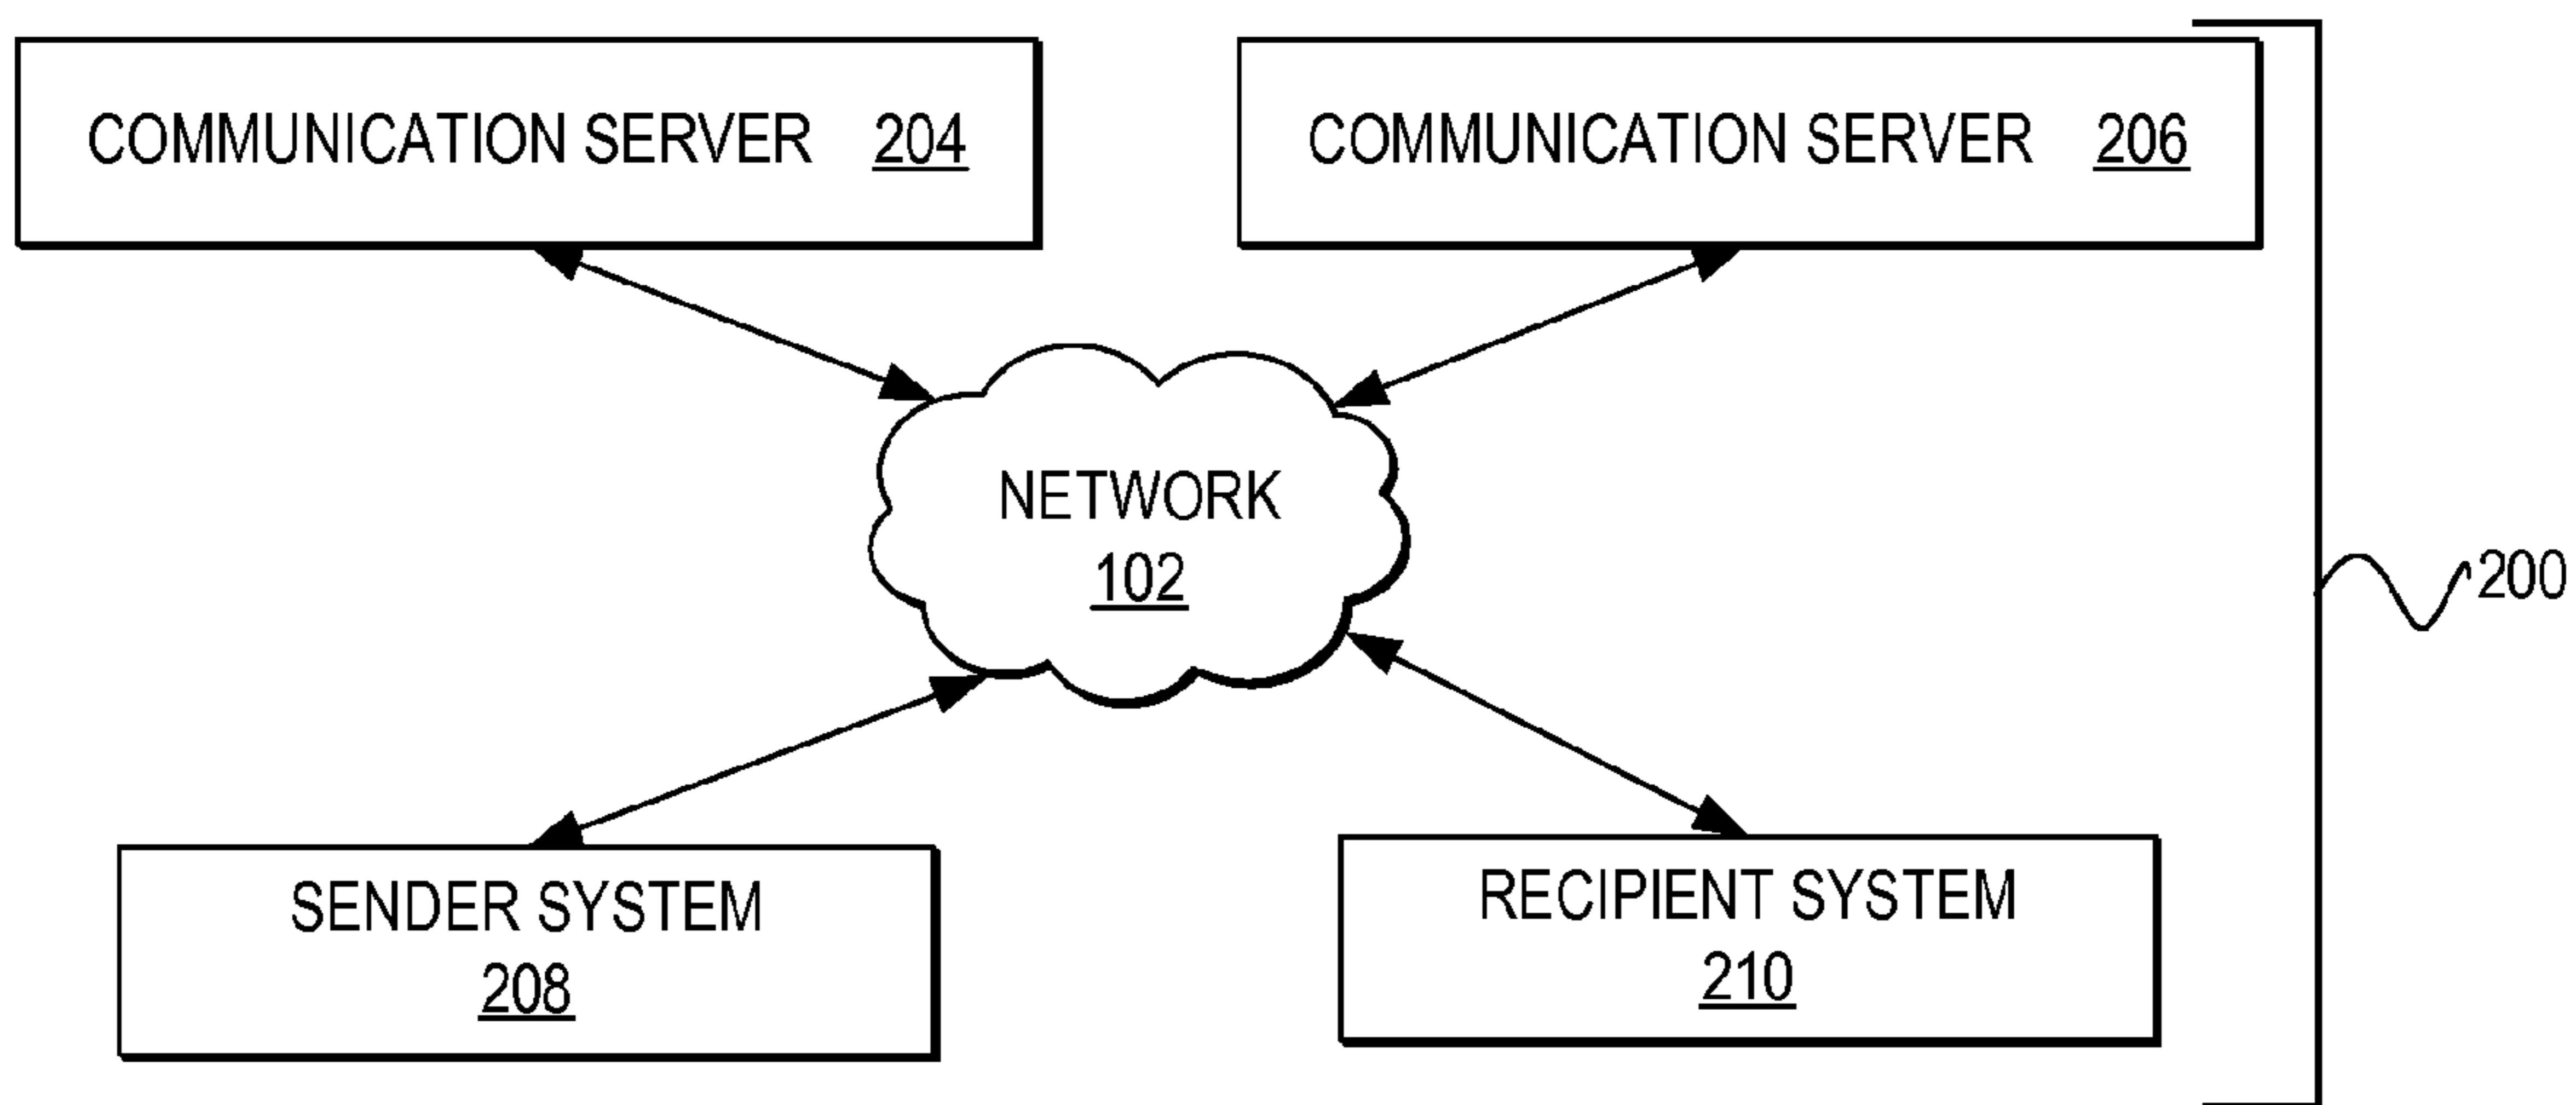 COMMUNICATION SERVER 204
COMMUNICATION SERVER 206
NETWORK
102
200
SENDER SYSTEM
208
RECIPIENT SYSTEM
210